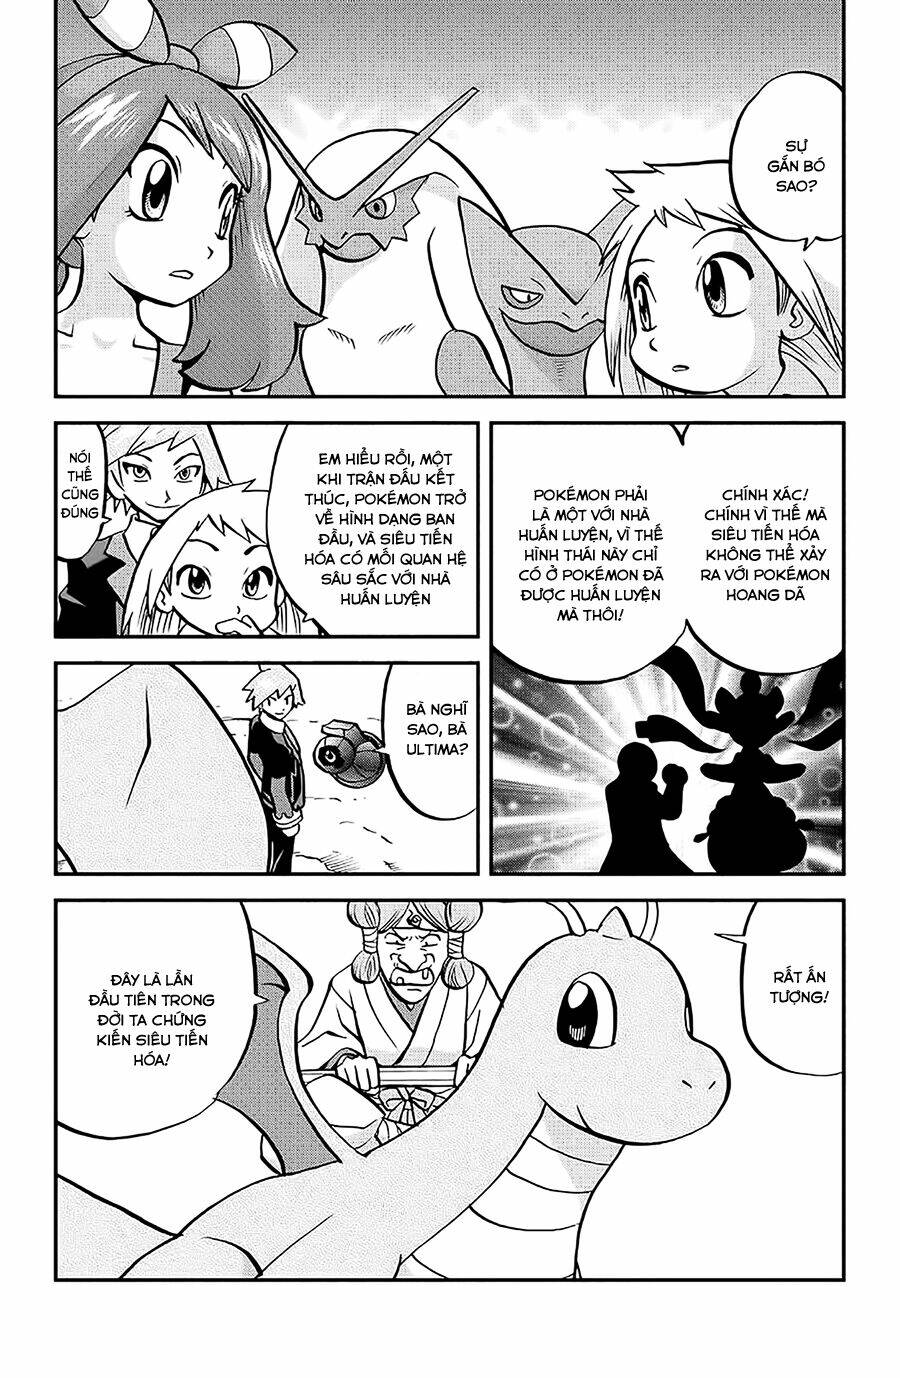 SỰ
GẮN BÓ
SAO?
CHÍNH XÁC!
CHÍNH VÌ THẾ MÀ
SIÊU TIẾN HÓA
KHÔNG THỂ XẢY
RA VỚI POKÉMON
HOANG DÃ
POKÉMON PHẢI
LÀ MỘT VỚI NHÀ
HUẤN LUYỆN, VÌ THẾ
HÌNH THÁI NÀY CHỈ
CÓ Ở POKÉMON ĐÃ
ĐƯỢC HUẤN LUYỆN
MÀ THÔI!
EM HIỂU RỒI, MỘT
KHI TRẬN ĐẤU KẾT
THÚC, POKÉMON TRỞ
VỀ HÌNH DẠNG BAN
ĐẦU, VÀ SIÊU TIẾN
HÓA CÓ MỐI QUAN HỆ
SÂU SẮC VỚI NHÀ
HUẤN LUYỆN
NÓI
THẾ
CŨNG
ĐÚNG
BÀ NGHĨ
SAO, BÀ
ULTIMA?
RẤT ẤN
TƯỢNG!
ĐÂY LÀ LẦN
ĐẦU TIÊN TRONG
ĐỜI TA CHỨNG
KIẾN SIÊU TIẾN
HÓA!